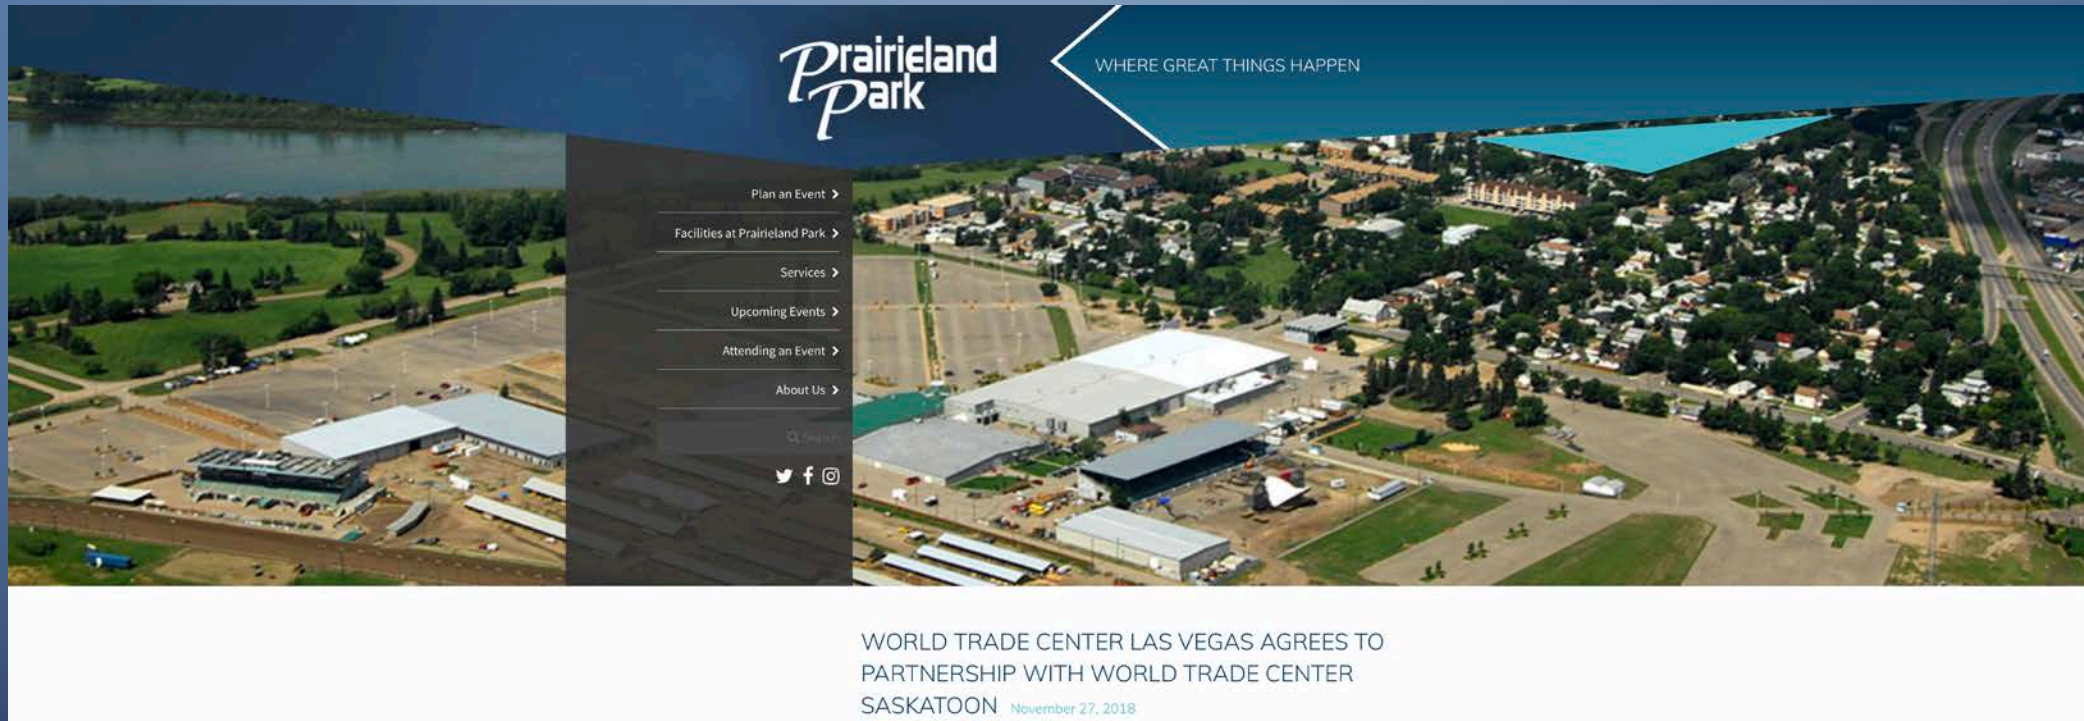 Prairieland
Park
WHERE GREAT THINGS HAPPEN
Plan an Event
Facilities at Prairieland Park
Services
Upcoming Events
Attending an Event
About Us
Search
WORLD TRADE CENTER LAS VEGAS AGREES TO
PARTNERSHIP WITH WORLD TRADE CENTER
SASKATOON November 27, 2018